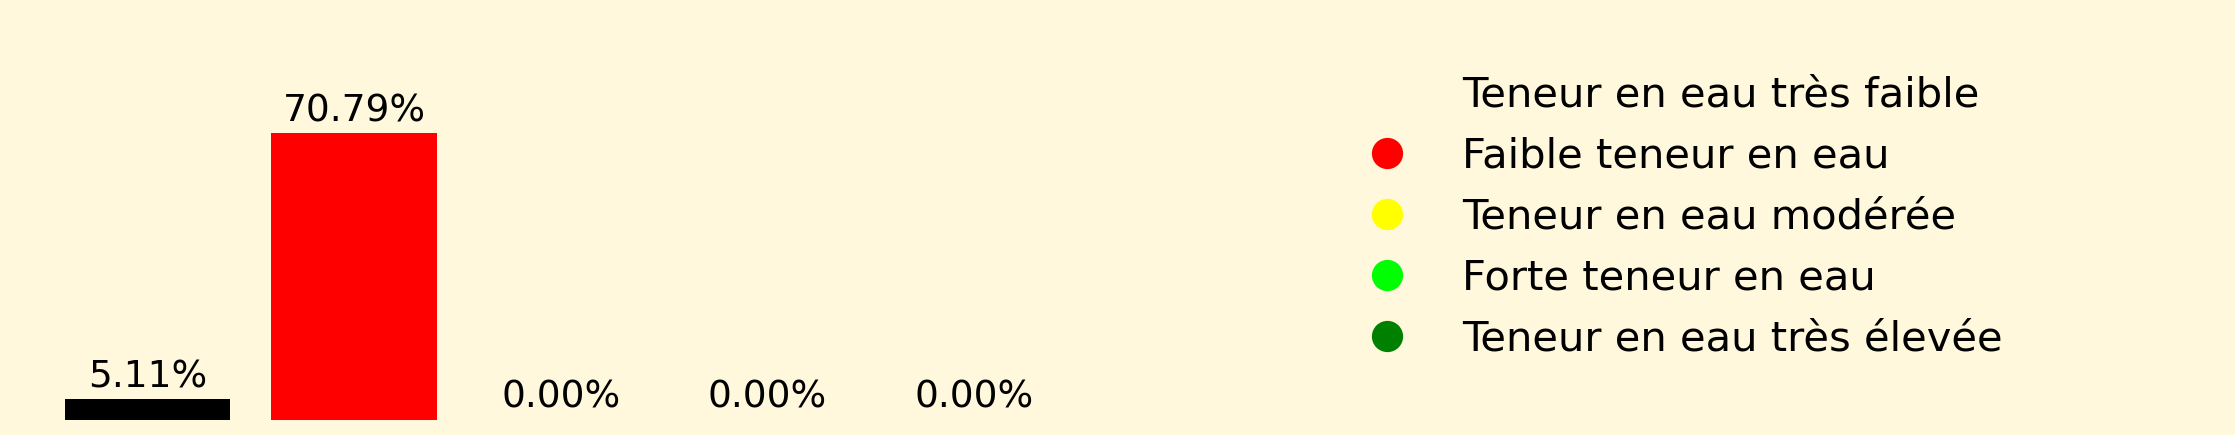 70.79%
5.11%
0.00%
0.00%
0.00%
Teneur en eau très faible
Faible teneur en eau
Teneur en eau modérée
Forte teneur en eau
Teneur en eau très élevée